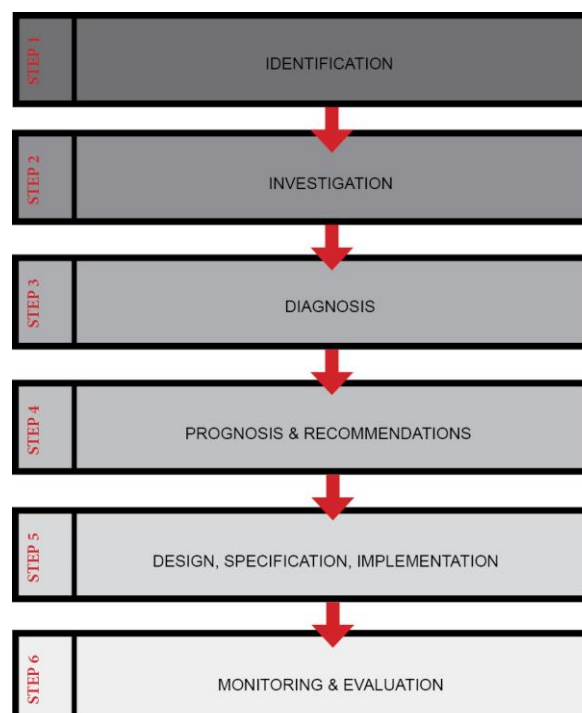 STEP 1
IDENTIFICATION
STEP 2
INVESTIGATION
STEP 3
DIAGNOSIS
STEP 4
PROGNOSIS & RECOMMENDATIONS
STEP 5
DESIGN, SPECIFICATION, IMPLEMENTATION
STEP 6
MONITORING & EVALUATION